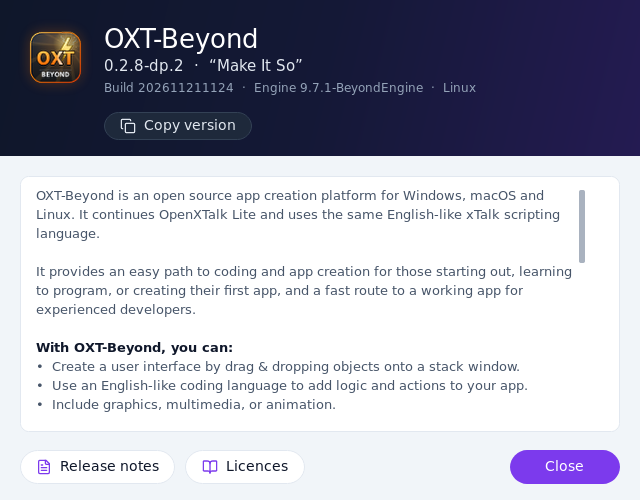 OXT
BEYOND
OXT-Beyond
0.2.8-dp.2 · “Make It So”
Build 202611211124 · Engine 9.7.1-BeyondEngine · Linux
Copy version
OXT-Beyond is an open source app creation platform for Windows, macOS and
Linux. It continues OpenXTalk Lite and uses the same English-like xTalk scripting
language.
It provides an easy path to coding and app creation for those starting out, learning
to program, or creating their first app, and a fast route to a working app for
experienced developers.
With OXT-Beyond, you can:
• Create a user interface by drag & dropping objects onto a stack window.
• Use an English-like coding language to add logic and actions to your app.
• Include graphics, multimedia, or animation.
Release notes
Licences
Close